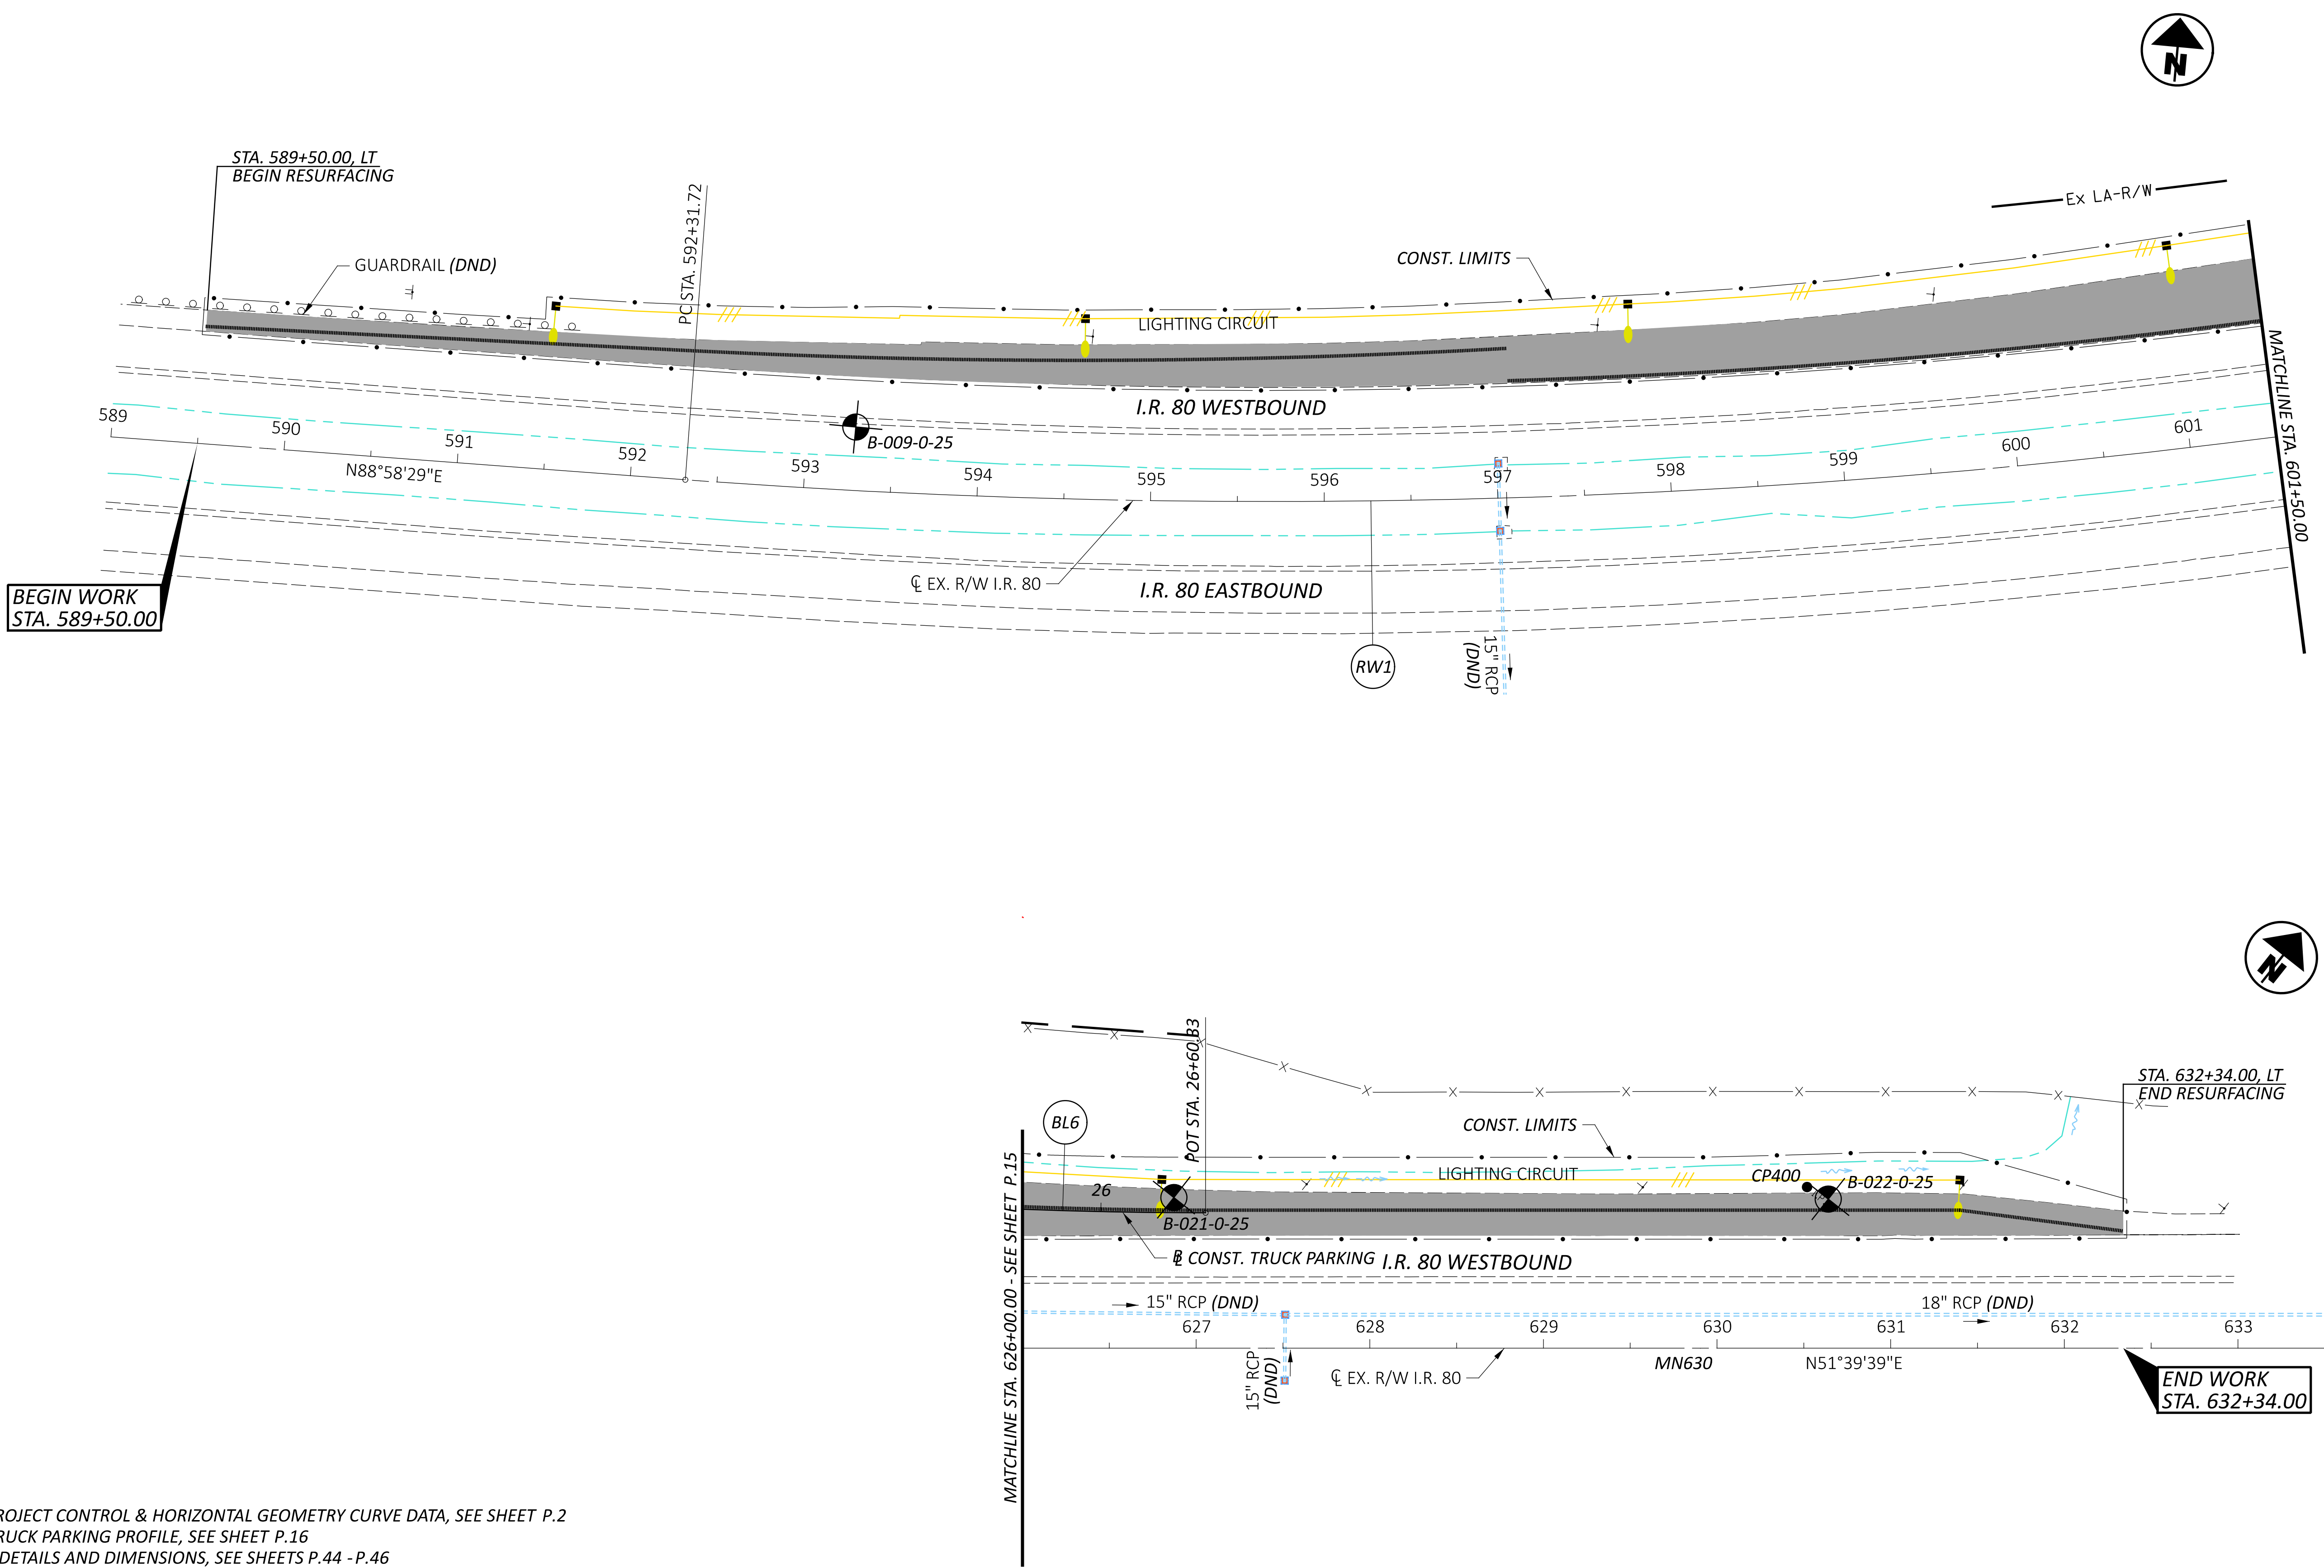 N
STA. 589+50.00, LT
BEGIN RESURFACING
PC STA. 592+31.72
Ex LA-R/W
GUARDRAIL (DND)
CONST. LIMITS
LIGHTING CIRCUIT
MATCHLINE STA. 601+50.00
I.R. 80 WESTBOUND
B-009-0-25
589
590
591
592
593
594
595
596
597
598
599
600
601
N88°58'29"E
℄ EX. R/W I.R. 80
I.R. 80 EASTBOUND
BEGIN WORK
STA. 589+50.00
RW1
15" RCP
(DND)
N
POT STA. 26+60.33
STA. 632+34.00, LT
END RESURFACING
BL6
CONST. LIMITS
LIGHTING CIRCUIT
CP400
B-022-0-25
26
B-021-0-25
CONST. TRUCK PARKING
I.R. 80 WESTBOUND
MATCHLINE STA. 626+00.00 - SEE SHEET P.15
15" RCP (DND)
18" RCP (DND)
627
628
629
630
631
632
633
15" RCP
(DND)
℄ EX. R/W I.R. 80
MN630
N51°39'39"E
END WORK
STA. 632+34.00
ROJECT CONTROL & HORIZONTAL GEOMETRY CURVE DATA, SEE SHEET P.2
RUCK PARKING PROFILE, SEE SHEET P.16
DETAILS AND DIMENSIONS, SEE SHEETS P.44 - P.46